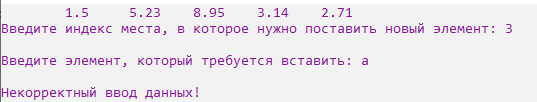 1.5 5.23 8.95 3.14 2.71
Введите индекс места, в которое нужно поставить новый элемент: 3
Введите элемент, который требуется вставить: a
Некорректный ввод данных!